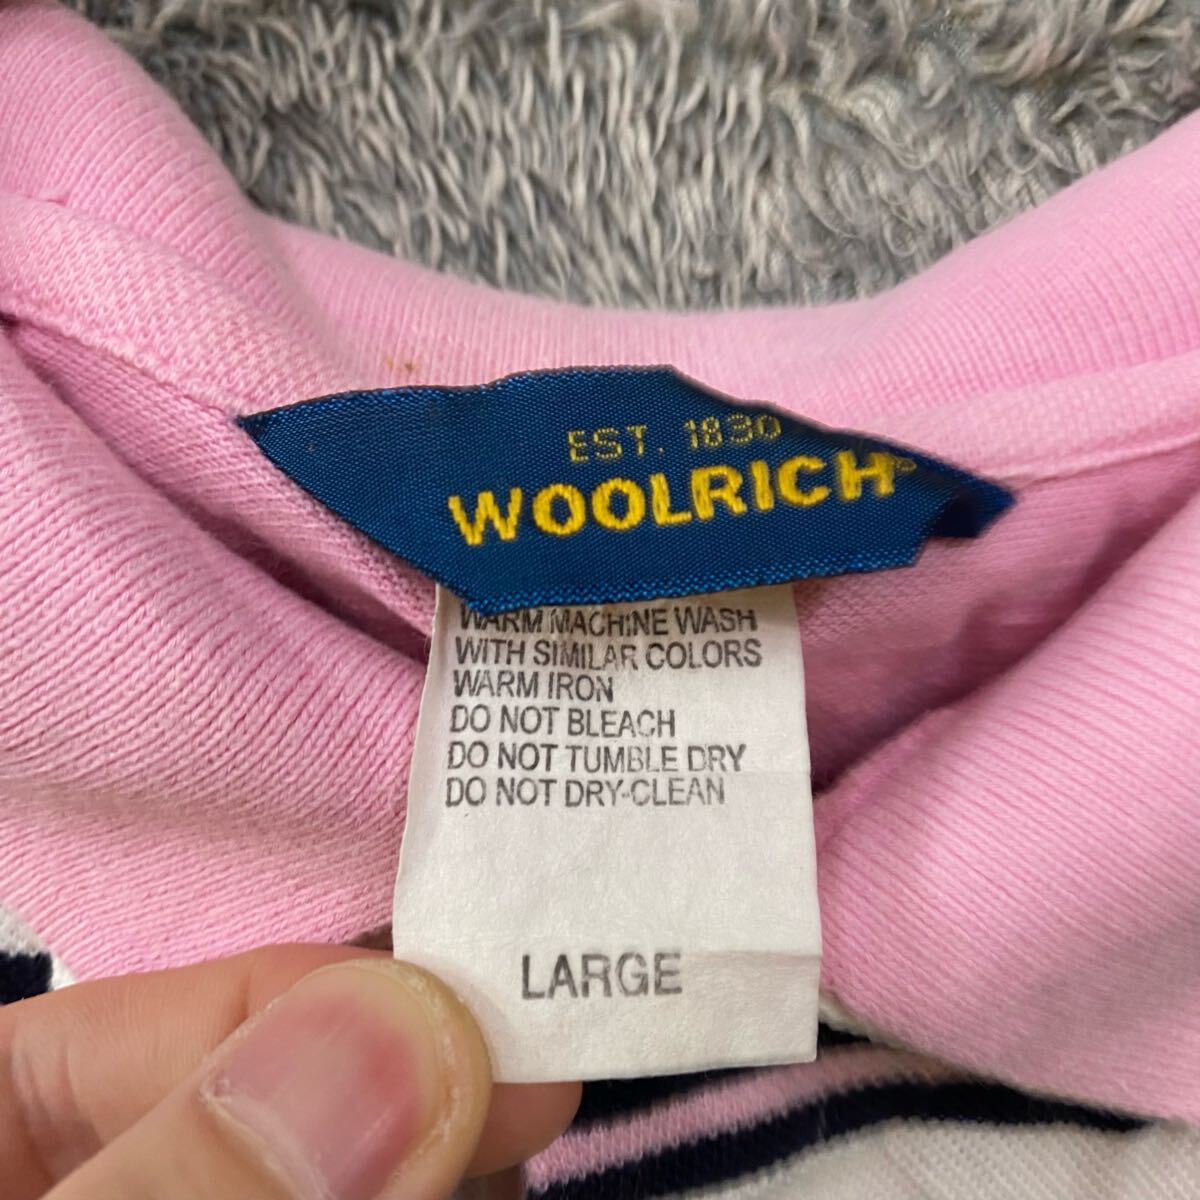 EST. 1830
WOOLRICH®
WARM MACHINE WASH
WITH SIMILAR COLORS
WARM IRON
DO NOT BLEACH
DO NOT TUMBLE DRY
DO NOT DRY-CLEAN
LARGE